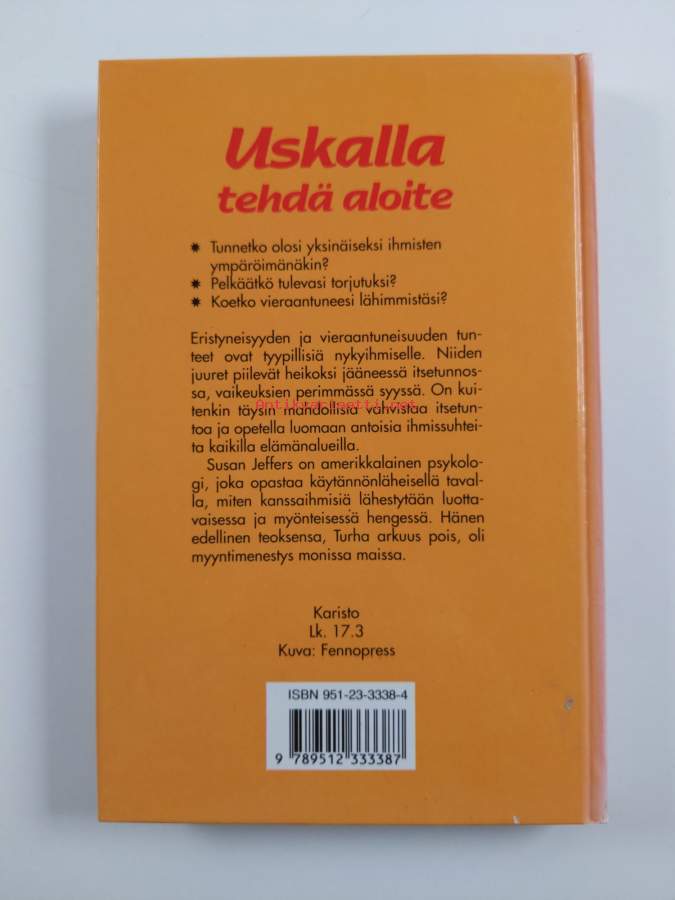 Uskalla
tehdä aloite
✷ Tunnetko olosi yksinäiseksi ihmisten
ympäröimänäkin?
✷ Pelkäätkö tulevasi torjutuksi?
✷ Koetko vieraantuneesi lähimmistäsi?
Eristyneisyyden ja vieraantuneisuuden tun-
teet ovat tyypillisiä nykyihmiselle. Niiden
juuret piilevät heikoksi jääneessä itsetunnos-
sa, vaikeuksien perimmässä syyssä. On kui-
Antikvariaetti.net
tenkin täysin mahdollista vahvistaa itsetun-
toa ja opetella luomaan antoisia ihmissuhtei-
ta kaikilla elämänalueilla.
Susan Jeffers on amerikkalainen psykolo-
gi, joka opastaa käytännönläheisellä taval-
la, miten kanssaihmisiä lähestytään luotta-
vaisessa ja myönteisessä hengessä. Hänen
edellinen teoksensa, Turha arkuus pois, oli
myyntimenestys monissa maissa.
Karisto
Lk. 17.3
Kuva: Fennopress
ISBN 951-23-3338-4
9 789512 333387